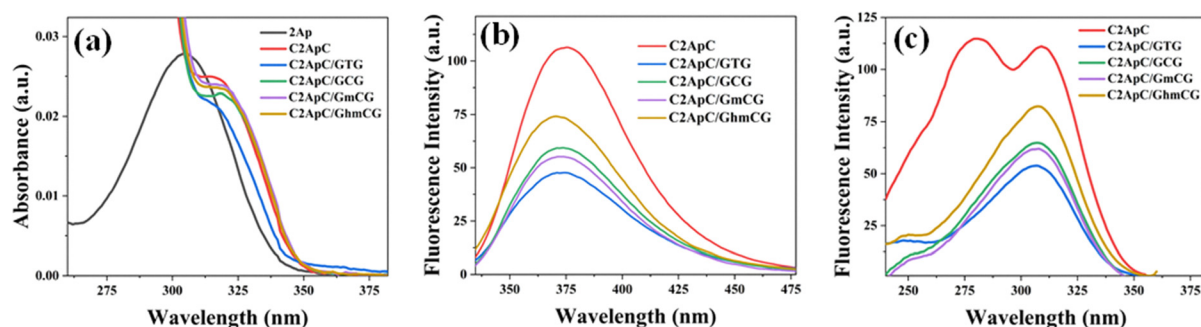 (a)
2Ap
C2ApC
C2ApC/GTG
C2ApC/GCG
C2ApC/GmCG
C2ApC/GhmCG
0.03
0.02
0.01
0.00
Absorbance (a.u.)
275 300 325 350 375
Wavelength (nm)
(b)
C2ApC
C2ApC/GTG
C2ApC/GCG
C2ApC/GmCG
C2ApC/GhmCG
100
75
50
25
0
Fluorescence Intensity (a.u.)
350 375 400 425 450 475
Wavelength (nm)
(c)
C2ApC
C2ApC/GTG
C2ApC/GCG
C2ApC/GmCG
C2ApC/GhmCG
125
100
75
50
25
Fluorescence Intensity (a.u.)
250 275 300 325 350 375
Wavelength (nm)